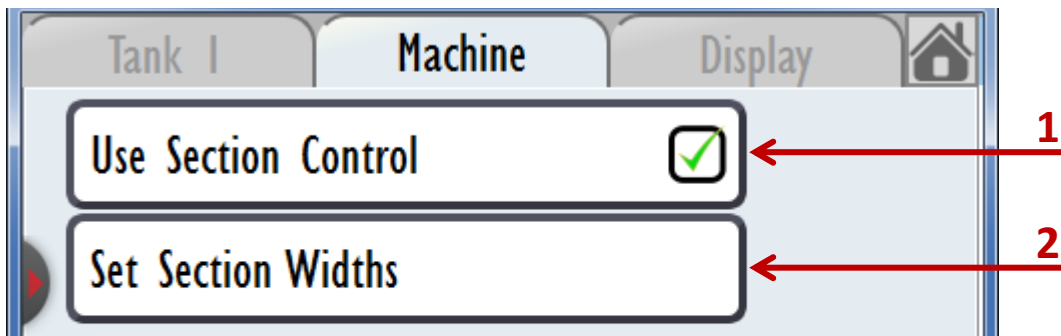 Tank 1 Machine Display
Use Section Control 1
Set Section Widths 2